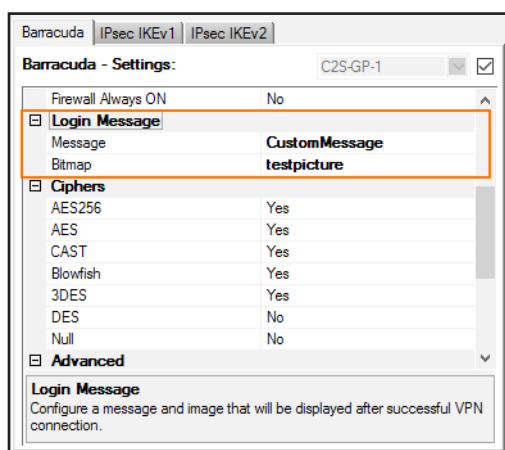 Barracuda IPsec IKEv1 IPsec IKEv2
Barracuda - Settings: C2S-GP-1
Firewall Always ON No
Login Message
Message CustomMessage
Bitmap testpicture
Ciphers
AES256 Yes
AES Yes
CAST Yes
Blowfish Yes
3DES Yes
DES No
Null No
Advanced
Login Message
Configure a message and image that will be displayed after successful VPN
connection.